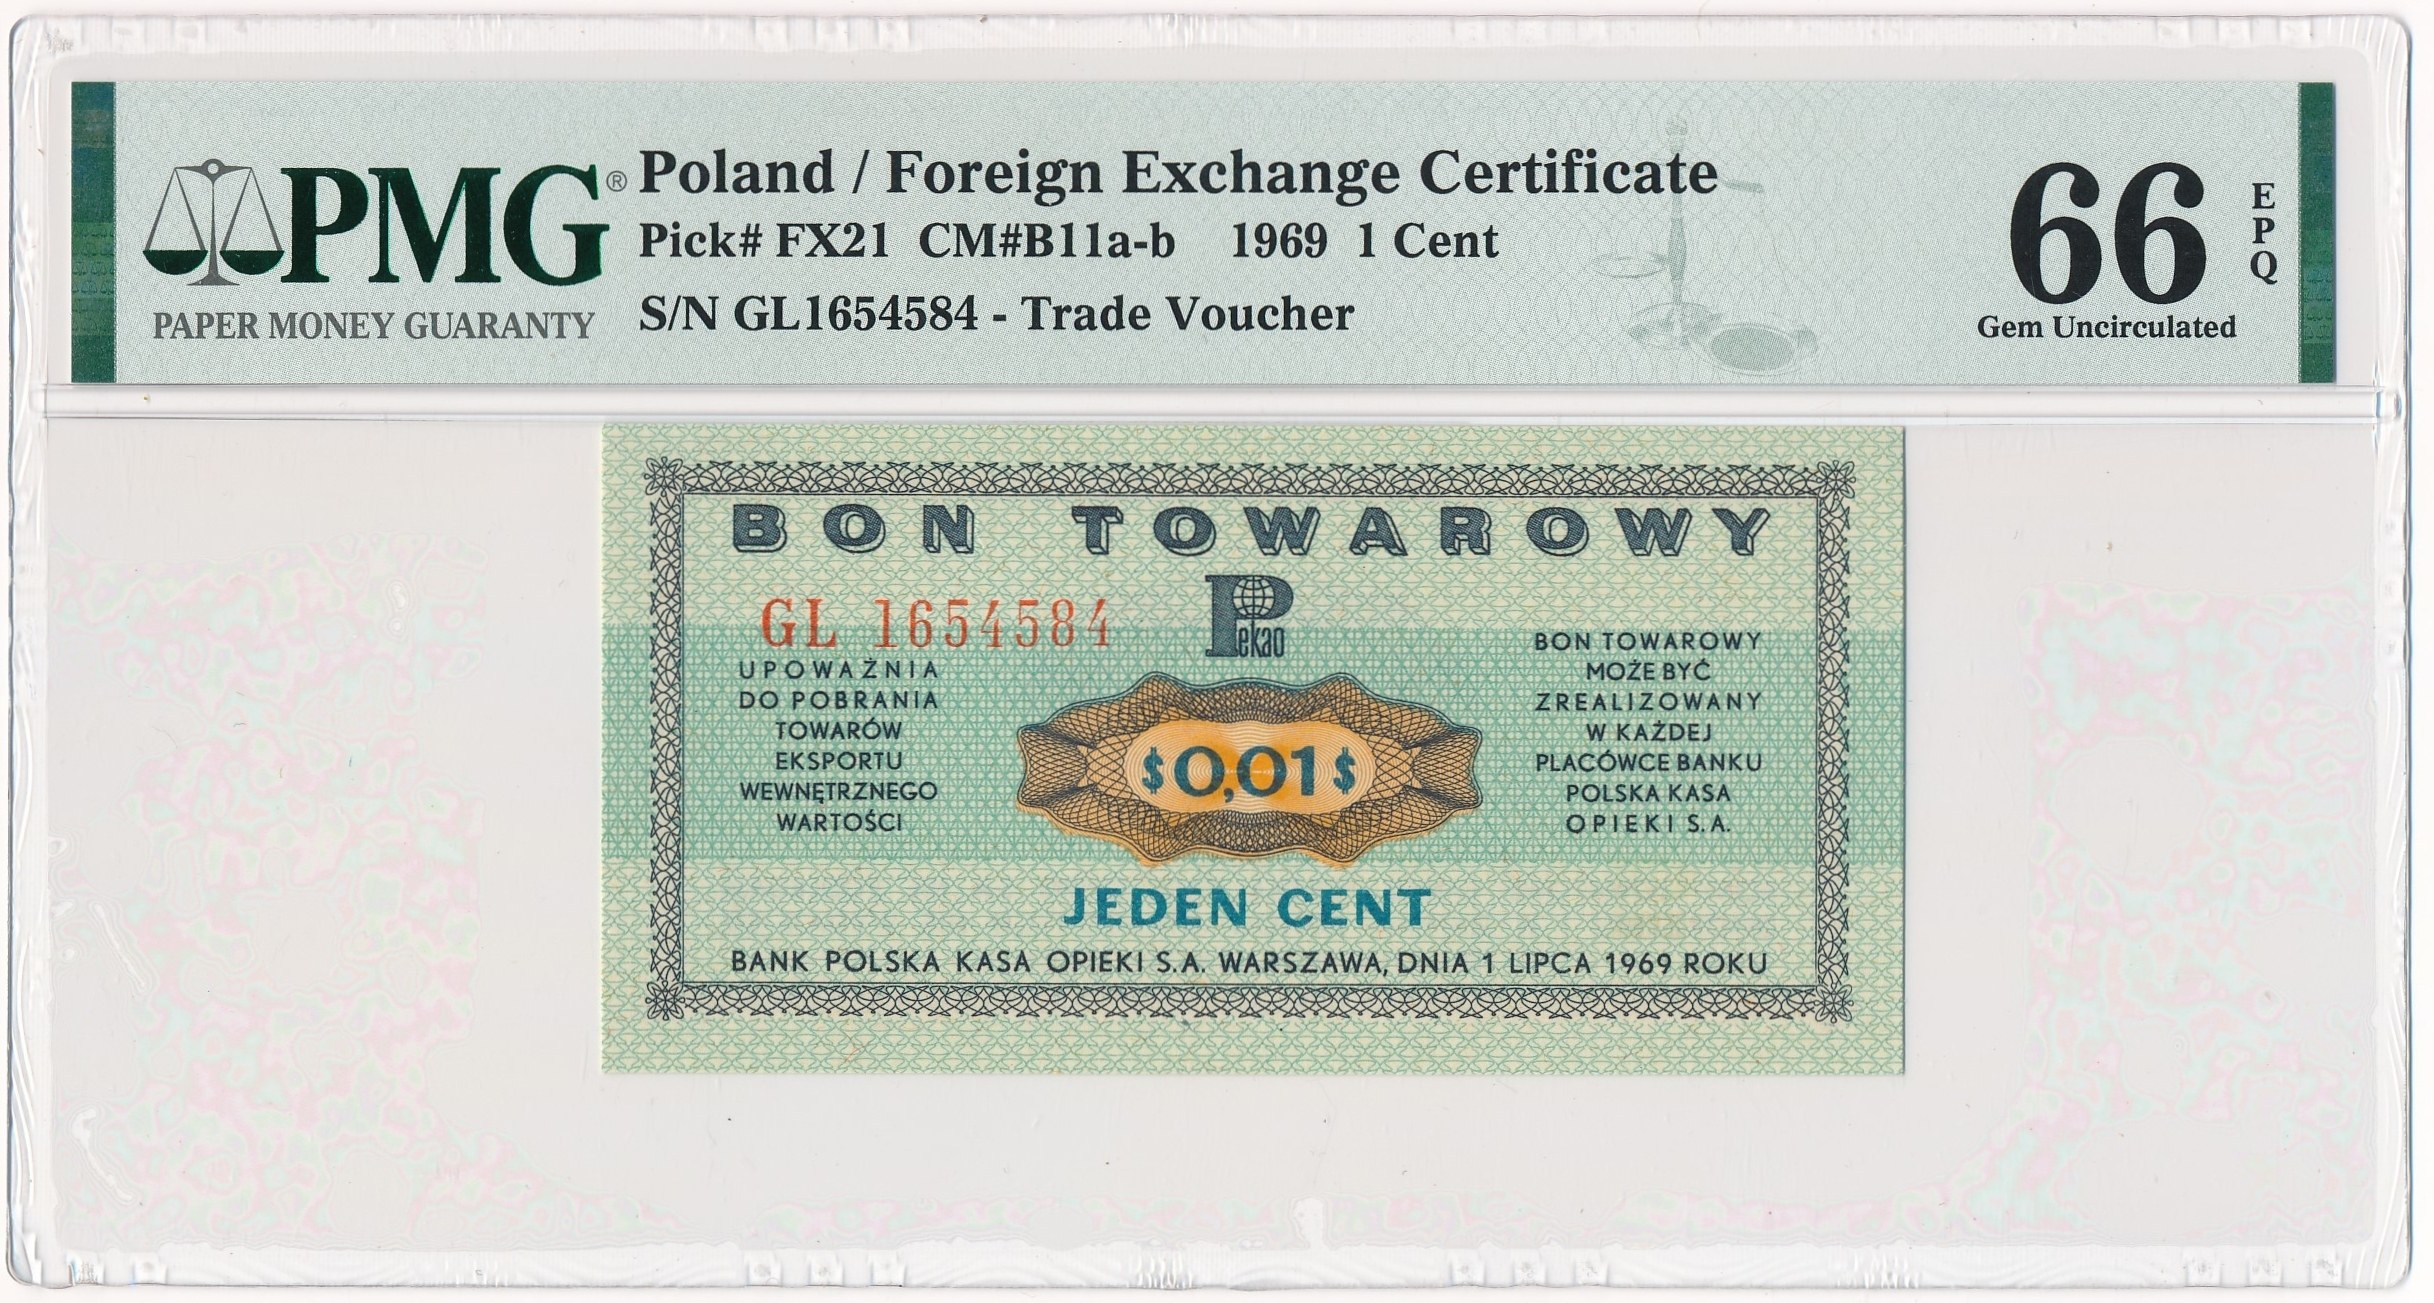 PMG®
PAPER MONEY GUARANTY
Poland / Foreign Exchange Certificate
Pick# FX21 CM#B11a-b 1969 1 Cent
S/N GL1654584 - Trade Voucher
66 EPQ
Gem Uncirculated
BON TOWAROWY
GL 1654584
Pekao
UPOWAŻNIA
DO POBRANIA
TOWARÓW
EKSPORTU
WEWNĘTRZNEGO
WARTOŚCI
$0,01$
BON TOWAROWY
MOŻE BYĆ
ZREALIZOWANY
W KAŻDEJ
PLACÓWCE BANKU
POLSKA KASA
OPIEKI S.A.
JEDEN CENT
BANK POLSKA KASA OPIEKI S.A. WARSZAWA, DNIA 1 LIPCA 1969 ROKU